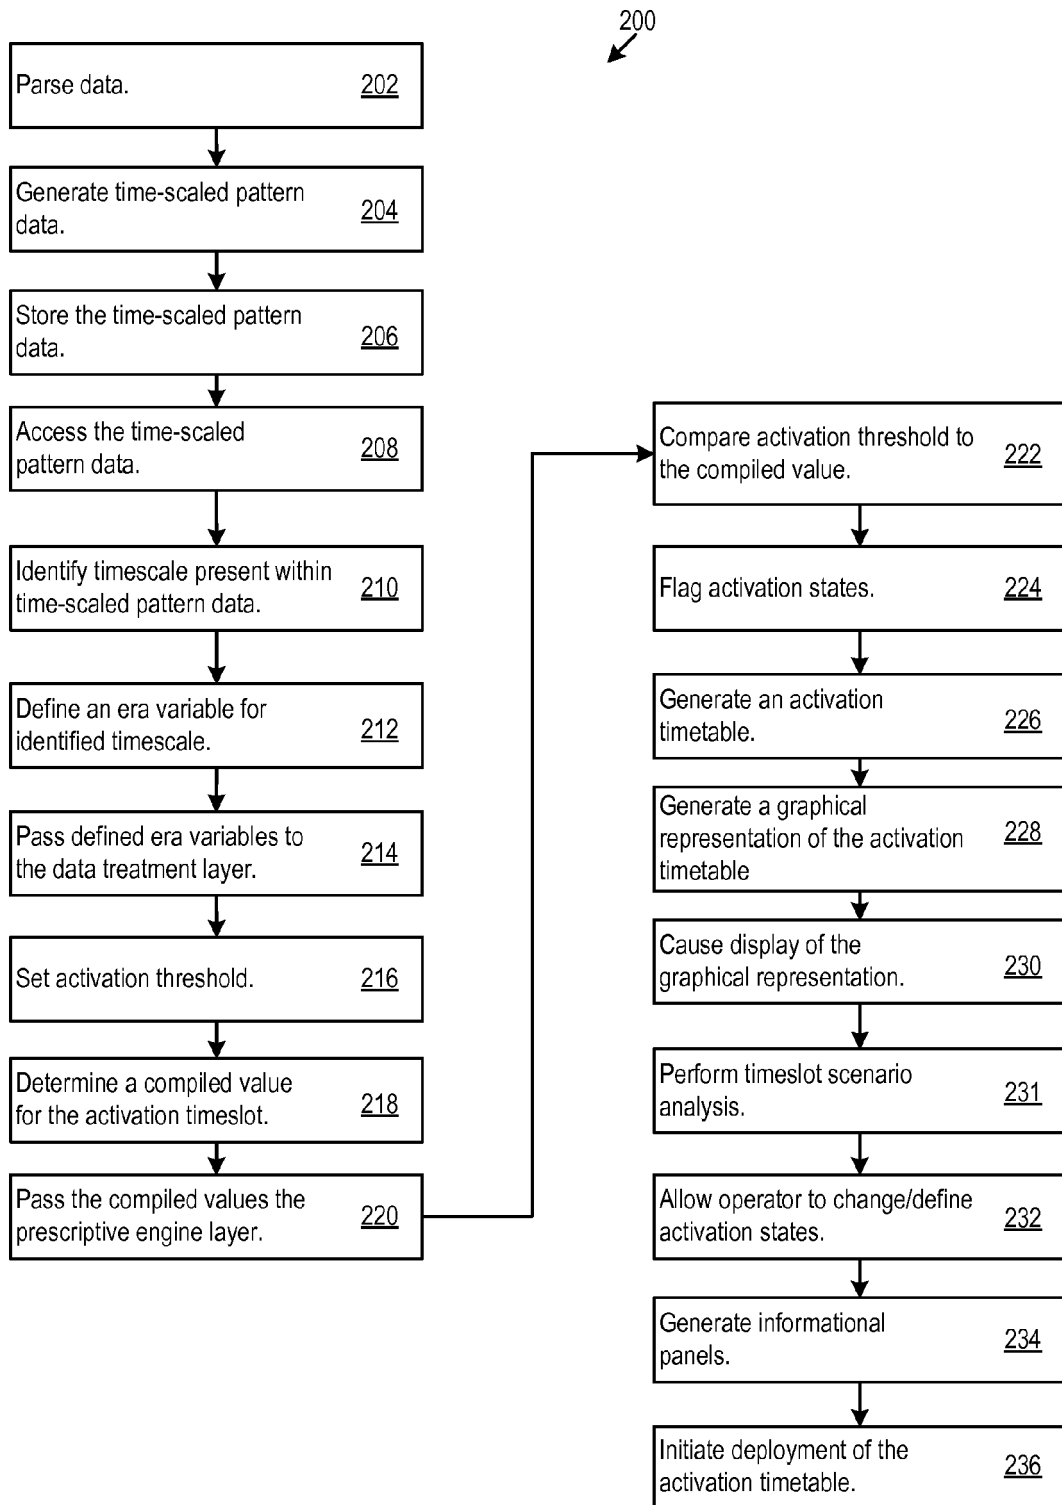 200
Parse data. 202
Generate time-scaled pattern
data. 204
Store the time-scaled pattern
data. 206
Access the time-scaled
pattern data. 208
Identify timescale present within
time-scaled pattern data. 210
Define an era variable for
identified timescale. 212
Pass defined era variables to
the data treatment layer. 214
Set activation threshold. 216
Determine a compiled value
for the activation timeslot. 218
Pass the compiled values the
prescriptive engine layer. 220
Compare activation threshold to
the compiled value. 222
Flag activation states. 224
Generate an activation
timetable. 226
Generate a graphical
representation of the activation
timetable 228
Cause display of the
graphical representation. 230
Perform timeslot scenario
analysis. 231
Allow operator to change/define
activation states. 232
Generate informational
panels. 234
Initiate deployment of the
activation timetable. 236